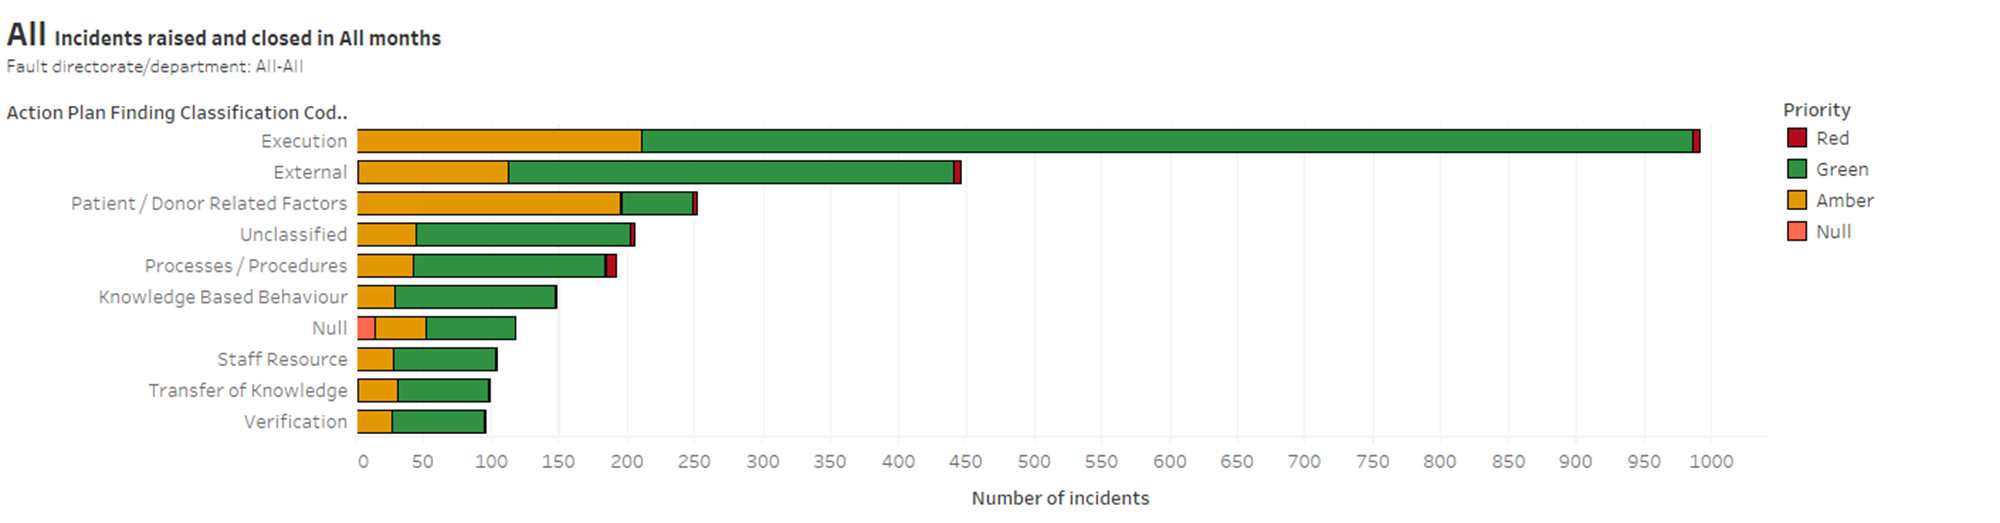 All Incidents raised and closed in All months
Fault directorate/department: All-All
Action Plan Finding Classification Cod..
Priority
Execution
Red
External
Green
Patient / Donor Related Factors
Amber
Unclassified
Null
Processes / Procedures
Knowledge Based Behaviour
Null
Staff Resource
Transfer of Knowledge
Verification
0 50 100 150 200 250 300 350 400 450 500 550 600 650 700 750 800 850 900 950 1000
Number of incidents